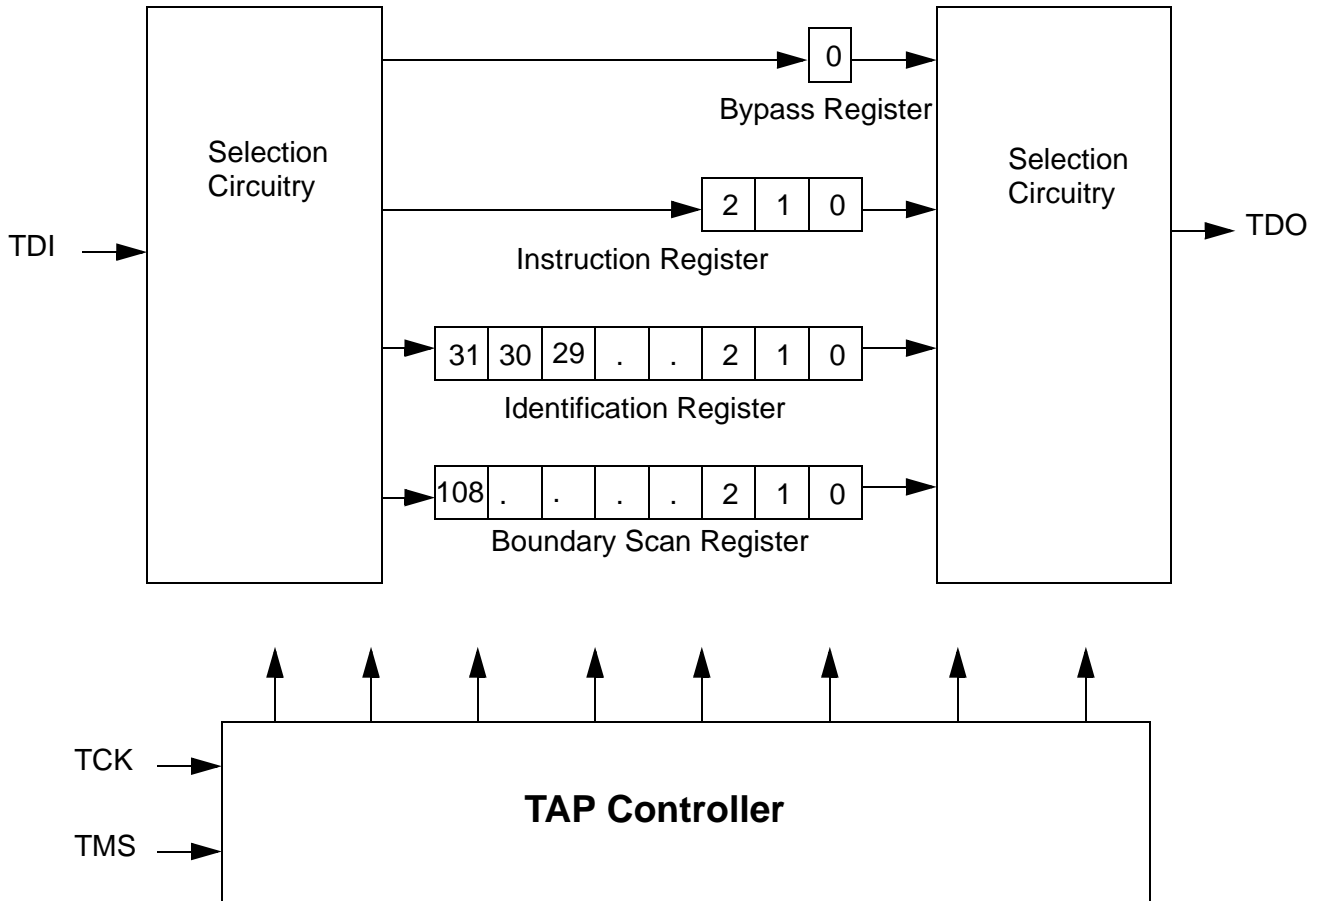 0
Bypass Register
Selection
Circuitry
Selection
Circuitry
2 1 0
TDI
TDO
Instruction Register
31 30 29 . . 2 1 0
Identification Register
108 . . . . 2 1 0
Boundary Scan Register
TCK
TAP Controller
TMS